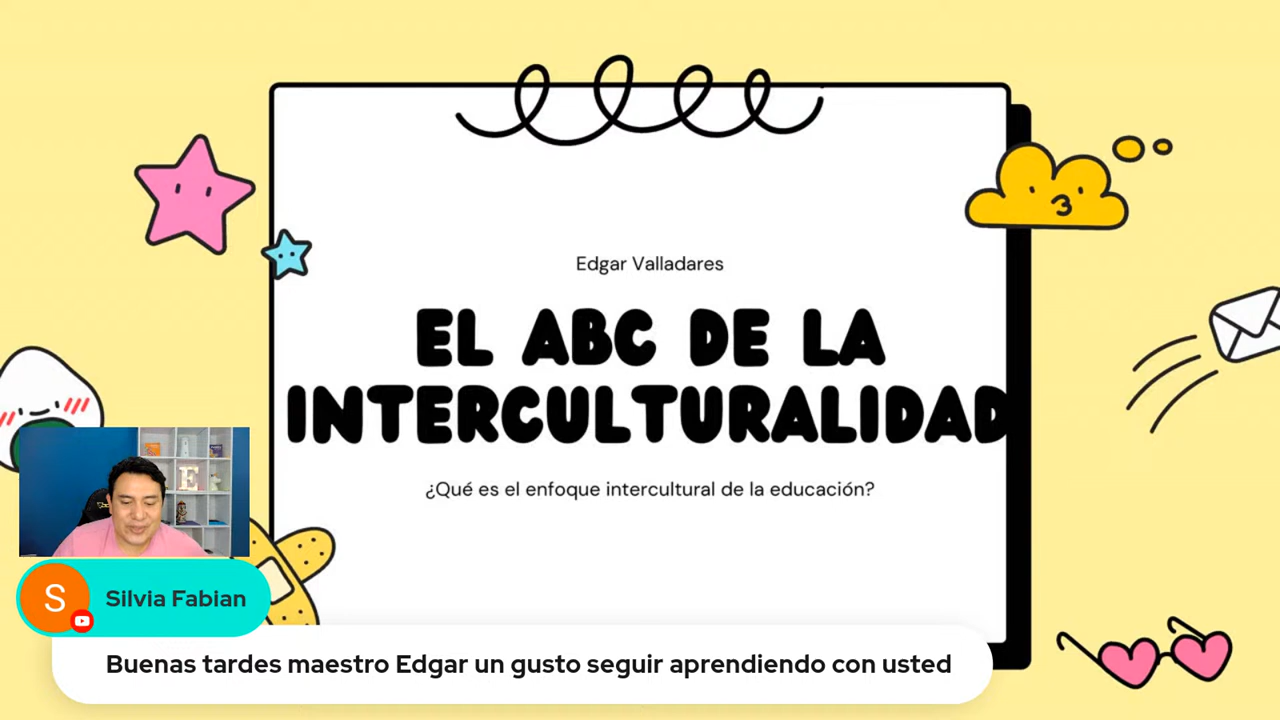 Edgar Valladares
EL ABC DE LA
INTERCULTURALIDAD
¿Qué es el enfoque intercultural de la educación?
E
S
Silvia Fabian
Buenas tardes maestro Edgar un gusto seguir aprendiendo con usted